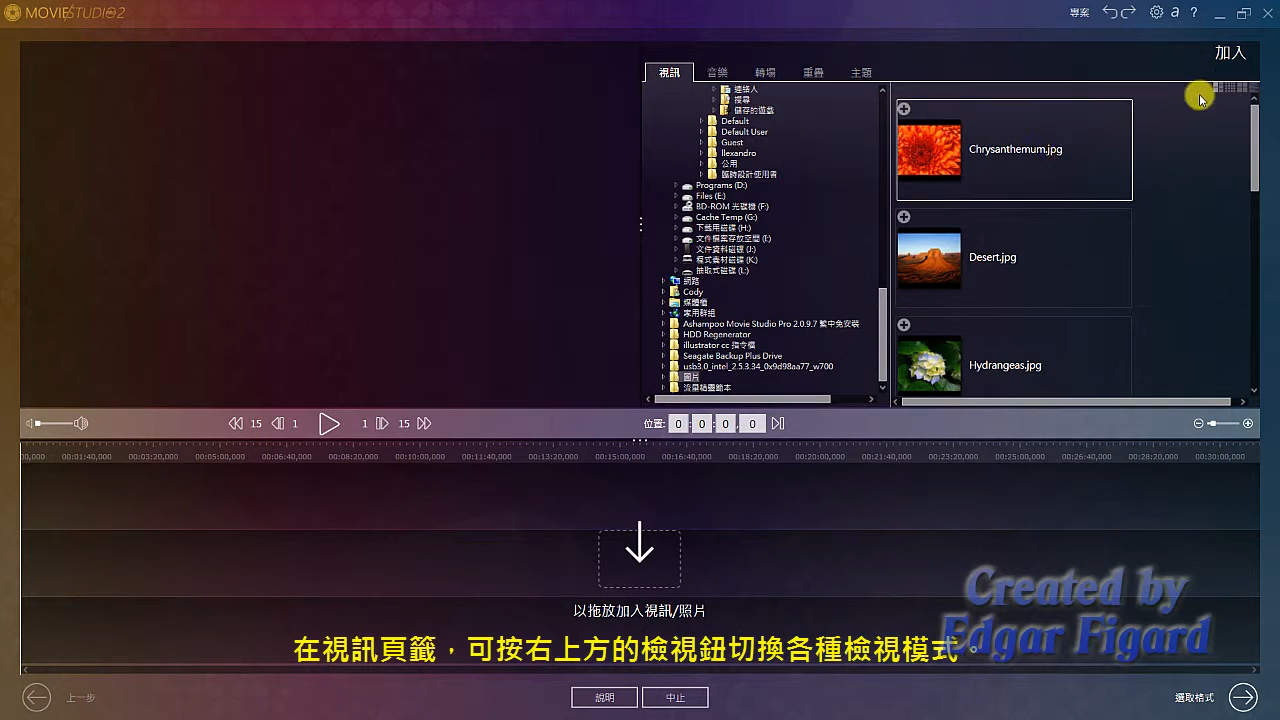 MOVIESTUDIO2
專案
a ?
加入
視訊 音樂 轉場 重疊 主題
連絡人
搜尋
儲存的遊戲
Default
Default User
Guest
llexandro
公用
臨時設計使用者
Programs (D:)
Files (E:)
BD-ROM 光碟機 (F:)
Cache Temp (G:)
下載用磁碟 (H:)
文件檔案存放空間 (I:)
文件資料磁碟 (J:)
程式素材磁碟 (K:)
抽取式磁碟 (L:)
網路
Cody
媒體櫃
家用群組
Ashampoo Movie Studio Pro 2.0.9.7 繁中免安裝
HDD Regenerator
illustrator cc 指令檔
Seagate Backup Plus Drive
usb3.0_intel_2.5.3.34_0x9d98aa77_w700
圖片
Chrysanthemum.jpg
Desert.jpg
Hydrangeas.jpg
15 1 1 15
位置: 0 : 0 : 0 , 0
00,000 00:01:40,000 00:03:20,000 00:05:00,000 00:06:40,000 00:08:20,000 00:10:00,000 00:11:40,000 00:13:20,000 00:15:00,000 00:16:40,000 00:18:20,000 00:20:00,000 00:21:40,000 00:23:20,000 00:25:00,000 00:26:40,000 00:28:20,000 00:30:00,000
以拖放加入視訊/照片
Created by
Edgar Figard
在視訊頁籤，可按右上方的檢視鈕切換各種檢視模式。
上一步
說明 中止
選取格式